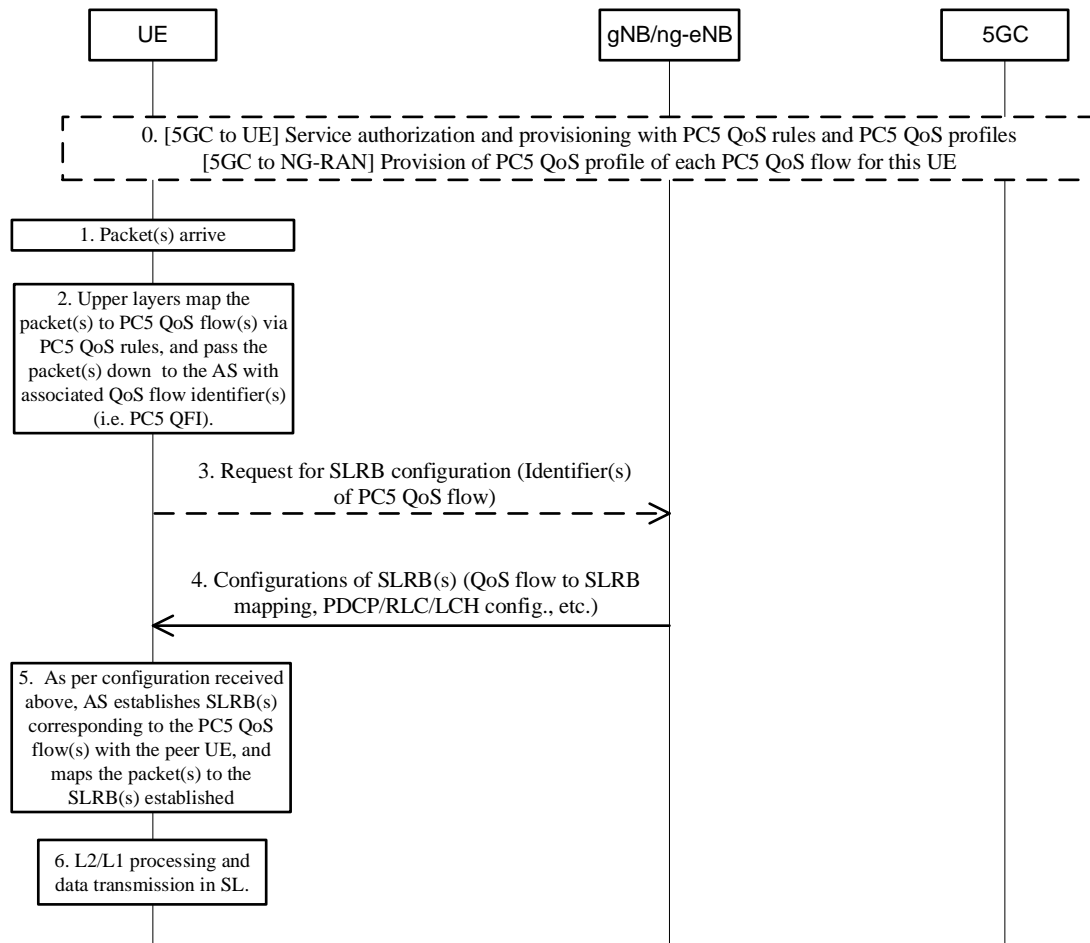 UE
gNB/ng-eNB
5GC
0. [5GC to UE] Service authorization and provisioning with PC5 QoS rules and PC5 QoS profiles
[5GC to NG-RAN] Provision of PC5 QoS profile of each PC5 QoS flow for this UE
1. Packet(s) arrive
2. Upper layers map the
packet(s) to PC5 QoS flow(s) via
PC5 QoS rules, and pass the
packet(s) down to the AS with
associated QoS flow identifier(s)
(i.e. PC5 QFI).
3. Request for SLRB configuration (Identifier(s)
of PC5 QoS flow)
4. Configurations of SLRB(s) (QoS flow to SLRB
mapping, PDCP/RLC/LCH config., etc.)
5. As per configuration received
above, AS establishes SLRB(s)
corresponding to the PC5 QoS
flow(s) with the peer UE, and
maps the packet(s) to the
SLRB(s) established
6. L2/L1 processing and
data transmission in SL.